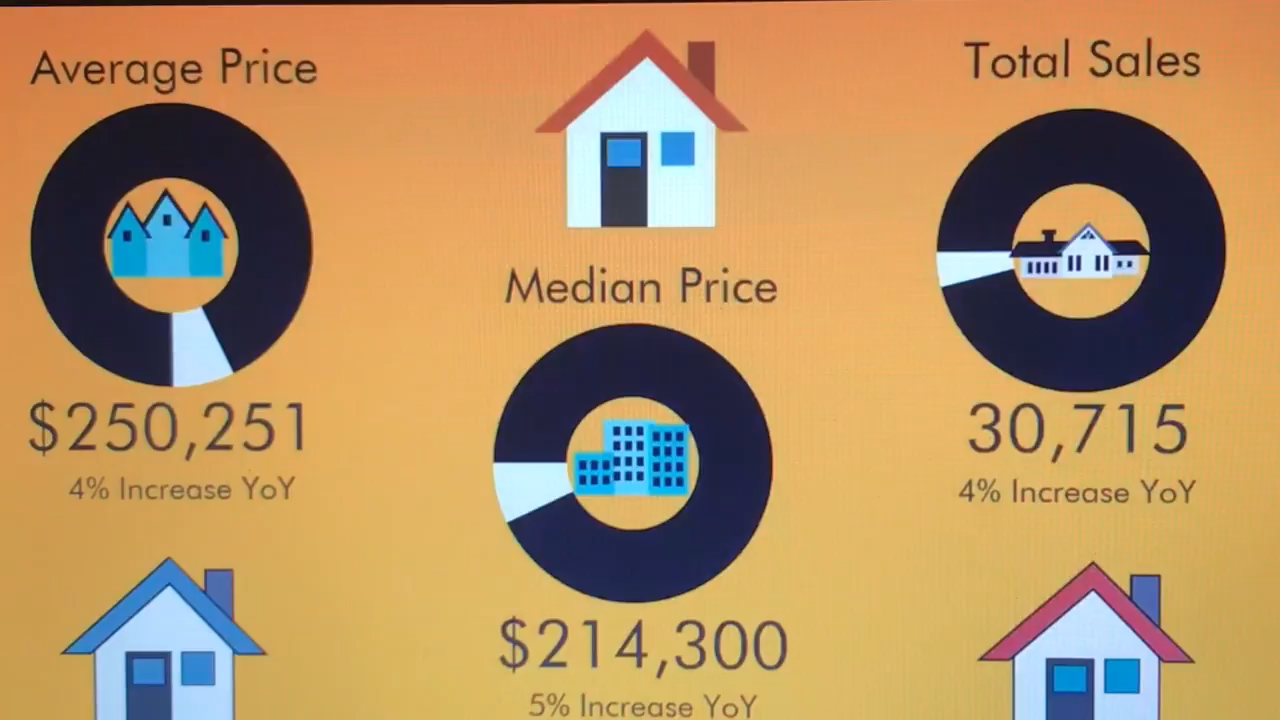 Average Price
$250,251
4% Increase YoY
Median Price
$214,300
5% Increase YoY
Total Sales
30,715
4% Increase YoY